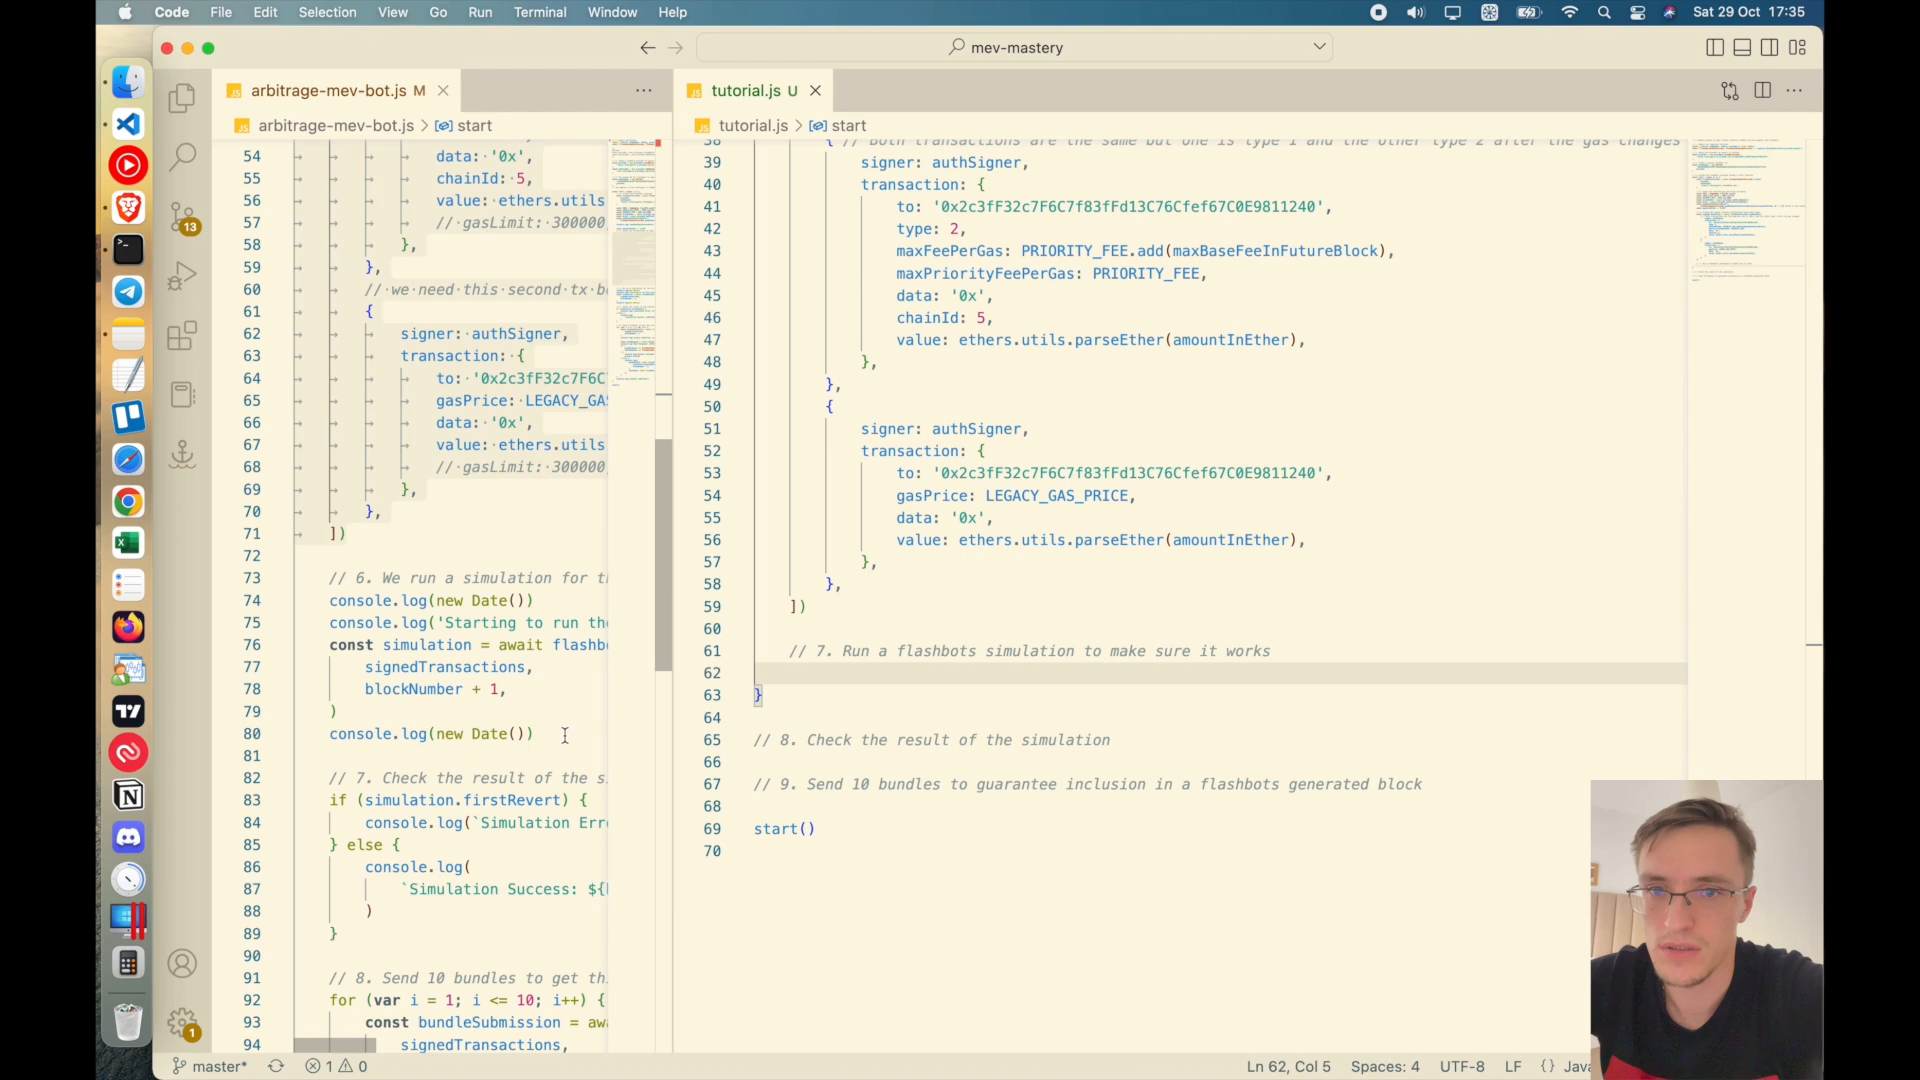 Code File Edit Selection View Go Run Terminal Window Help Sat 29 Oct 17:35
mev-mastery
arbitrage-mev-bot.js M
arbitrage-mev-bot.js > start
54 data: '0x',
55 chainId: 5,
56 value: ethers.utils
57 // gasLimit: 300000
58 },
59 },
60 // we need this second tx b
61 {
62 signer: authSigner,
63 transaction: {
64 to: '0x2c3fF32c7F6C
65 gasPrice: LEGACY_GA
66 data: '0x',
67 value: ethers.utils
68 // gasLimit: 300000
69 },
70 },
71 ])
72
73 // 6. We run a simulation for t
74 console.log(new Date())
75 console.log('Starting to run th
76 const simulation = await flashb
77 signedTransactions,
78 blockNumber + 1,
79 )
80 console.log(new Date())
81
82 // 7. Check the result of the s
83 if (simulation.firstRevert) {
84 console.log(`Simulation Err
85 } else {
86 console.log(
87 `Simulation Success: ${
88 )
89 }
90
91 // 8. Send 10 bundles to get th
92 for (var i = 1; i <= 10; i++) {
93 const bundleSubmission = aw
94 signedTransactions,
tutorial.js U
tutorial.js > start
38 { // Both transactions are the same but one is type 1 and the other type 2 after the gas changes
39 signer: authSigner,
40 transaction: {
41 to: '0x2c3fF32c7F6C7f83fFd13C76Cfef67C0E9811240',
42 type: 2,
43 maxFeePerGas: PRIORITY_FEE.add(maxBaseFeeInFutureBlock),
44 maxPriorityFeePerGas: PRIORITY_FEE,
45 data: '0x',
46 chainId: 5,
47 value: ethers.utils.parseEther(amountInEther),
48 },
49 },
50 {
51 signer: authSigner,
52 transaction: {
53 to: '0x2c3fF32c7F6C7f83fFd13C76Cfef67C0E9811240',
54 gasPrice: LEGACY_GAS_PRICE,
55 data: '0x',
56 value: ethers.utils.parseEther(amountInEther),
57 },
58 },
59 ])
60
61 // 7. Run a flashbots simulation to make sure it works
62
63 }
64
65 // 8. Check the result of the simulation
66
67 // 9. Send 10 bundles to guarantee inclusion in a flashbots generated block
68
69 start()
70
13
1
master* 1 0 Ln 62, Col 5 Spaces: 4 UTF-8 LF {} Java